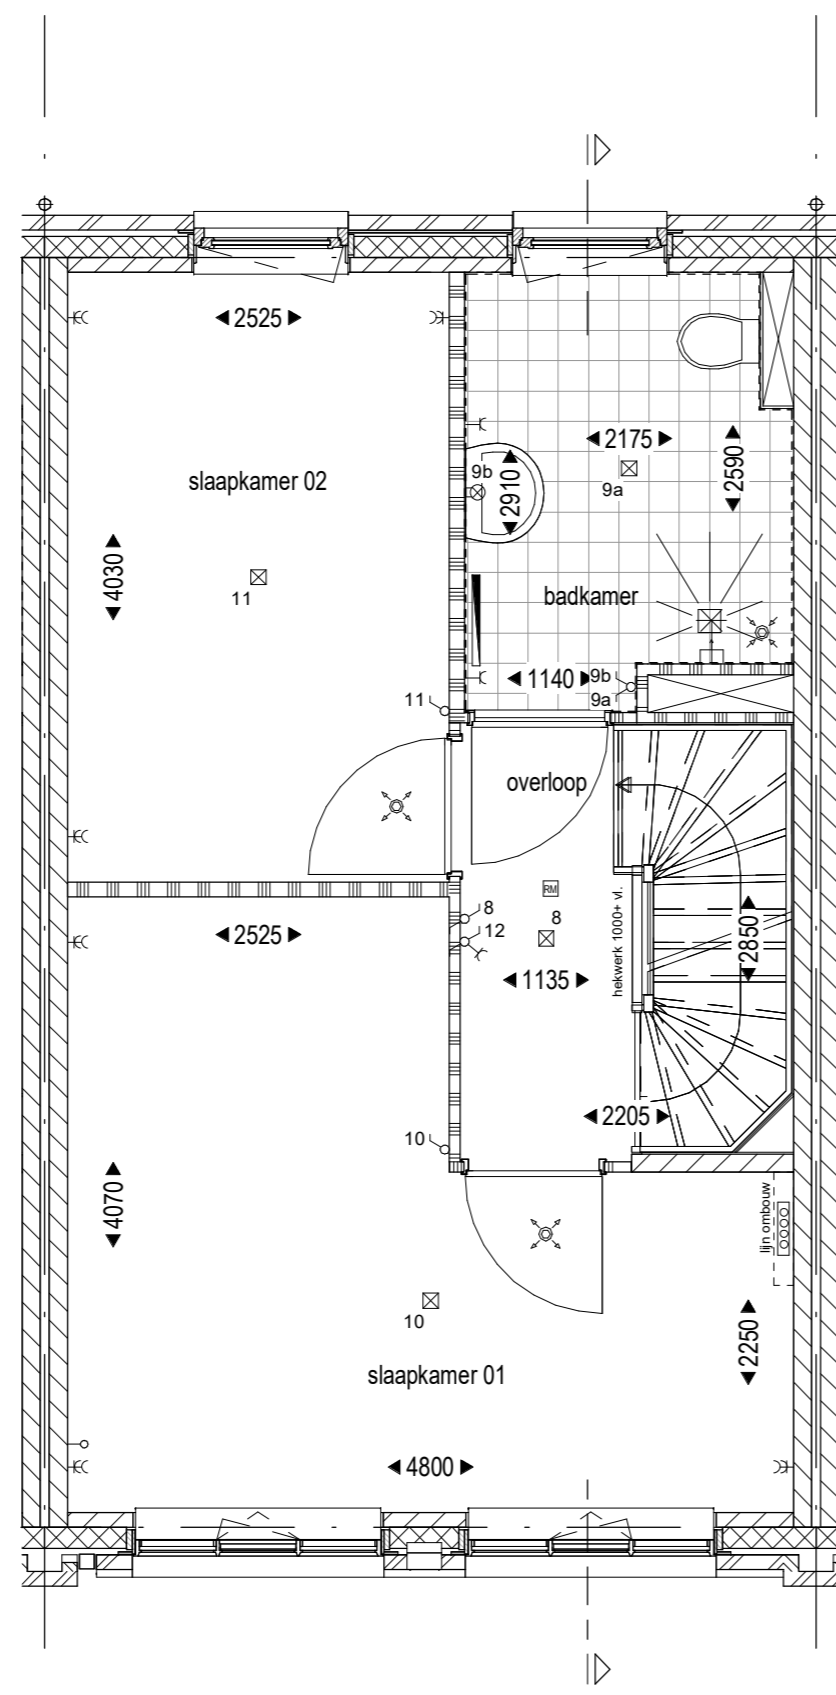 2525
2175
2590
9b
9a
2910
slaapkamer 02
4030
11
badkamer
1140
9b
9a
11
overloop
RM
8
8
12
2525
1135
hekwerk 1000+ vl.
2850
2205
10
4070
lijn ombouw
10
2250
slaapkamer 01
4800